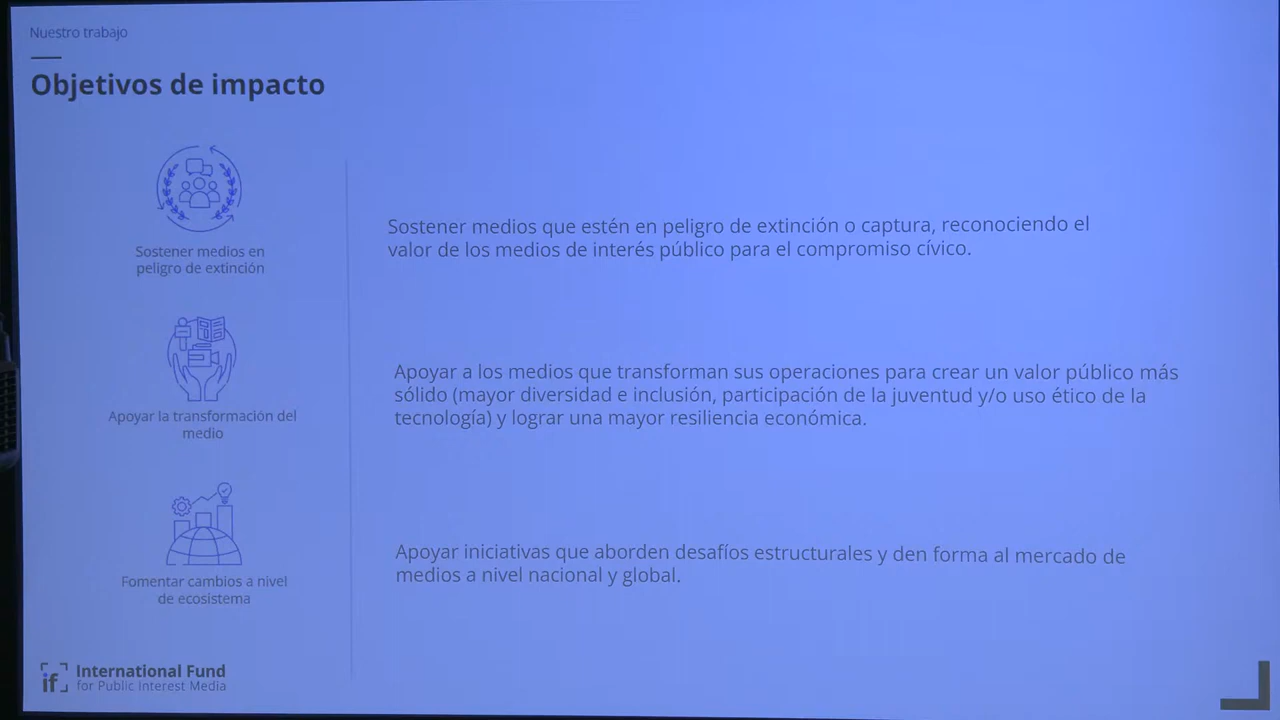 Nuestro trabajo
Objetivos de impacto
Sostener medios en
peligro de extinción
Sostener medios que estén en peligro de extinción o captura, reconociendo el
valor de los medios de interés público para el compromiso cívico.
Apoyar la transformación del
medio
Apoyar a los medios que transforman sus operaciones para crear un valor público más
sólido (mayor diversidad e inclusión, participación de la juventud y/o uso ético de la
tecnología) y lograr una mayor resiliencia económica.
Fomentar cambios a nivel
de ecosistema
Apoyar iniciativas que aborden desafíos estructurales y den forma al mercado de
medios a nivel nacional y global.
if
International Fund
for Public Interest Media